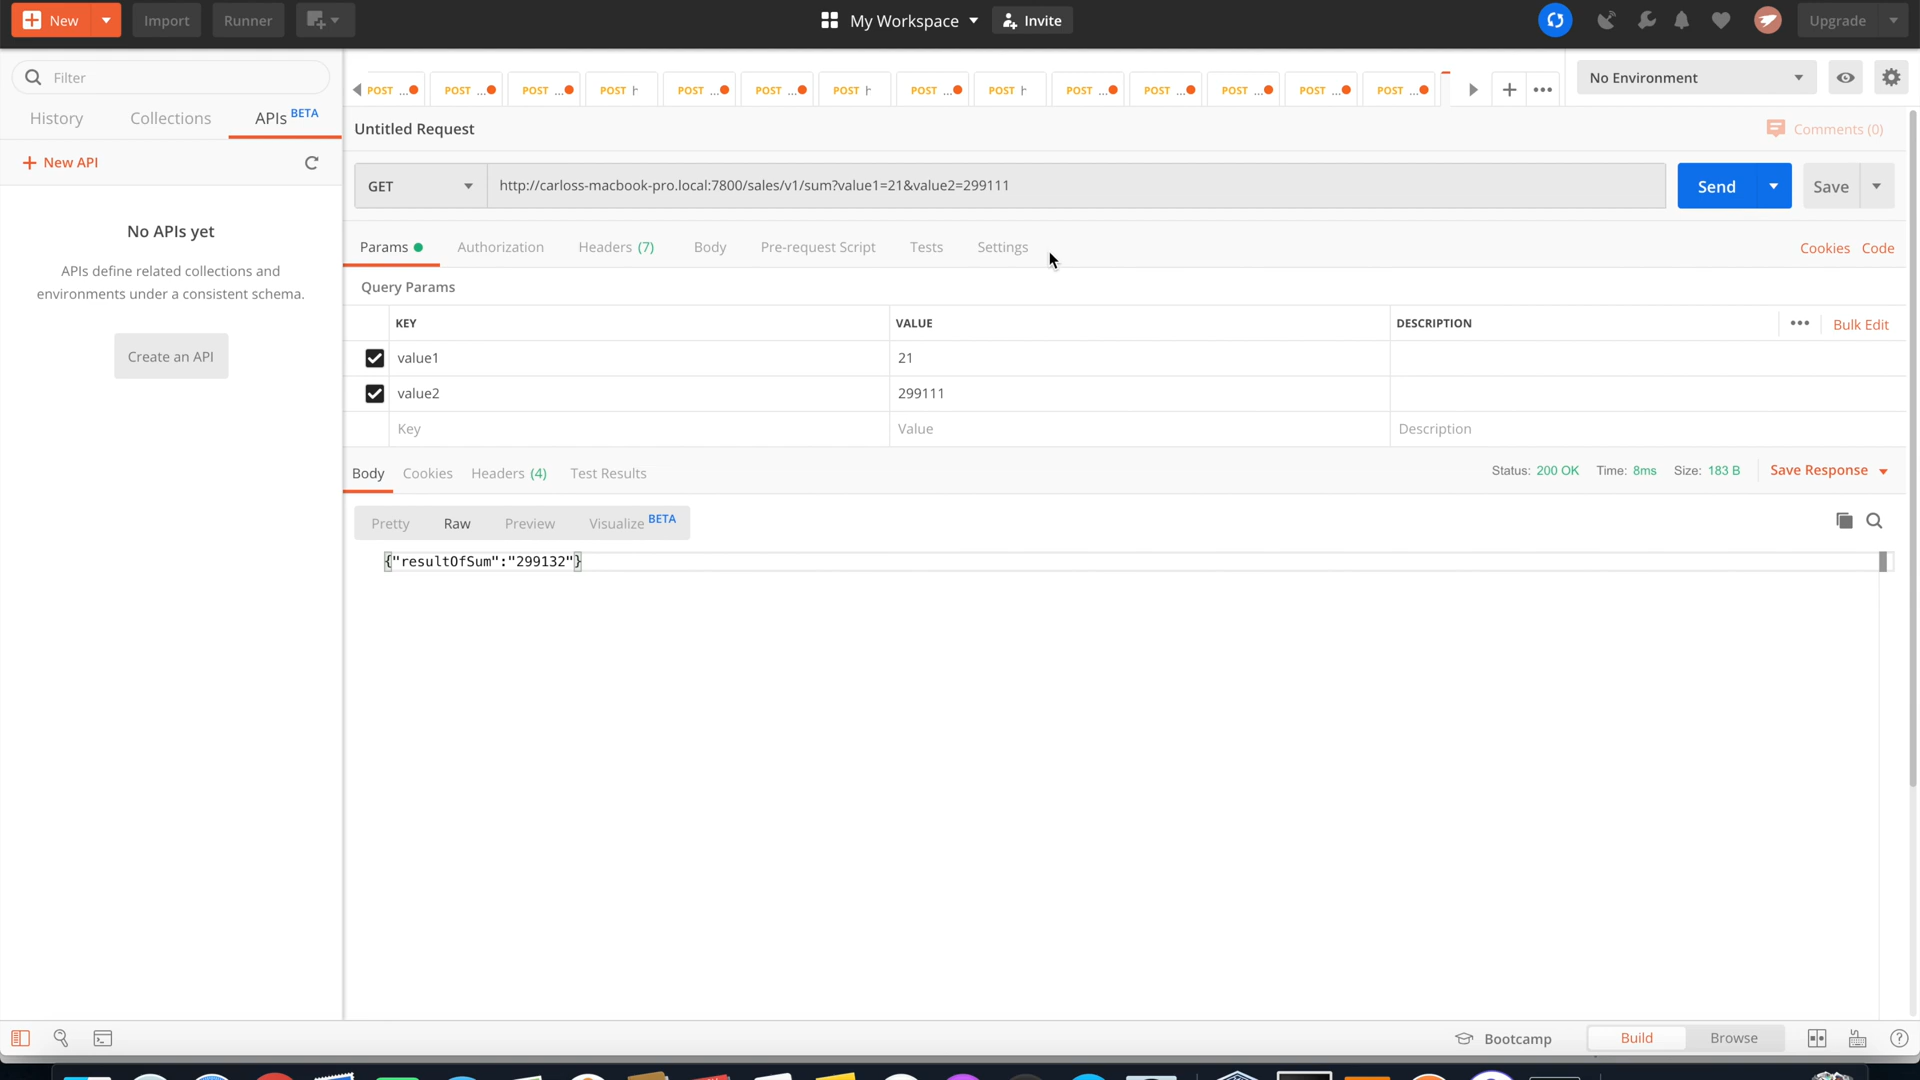 New
Import
Runner
My Workspace
Invite
Upgrade
Filter
POST ...
POST ...
POST ...
POST
POST ...
POST ...
POST
POST ...
POST
POST ...
POST ...
POST ...
POST ...
POST ...
No Environment
History
Collections
APIs BETA
Untitled Request
Comments (0)
New API
GET
http://carloss-macbook-pro.local:7800/sales/v1/sum?value1=21&value2=299111
Send
Save
No APIs yet
APIs define related collections and
environments under a consistent schema.
Create an API
Params
Authorization
Headers (7)
Body
Pre-request Script
Tests
Settings
Cookies
Code
Query Params
KEY
VALUE
DESCRIPTION
Bulk Edit
value1
21
value2
299111
Key
Value
Description
Body
Cookies
Headers (4)
Test Results
Status: 200 OK
Time: 8ms
Size: 183 B
Save Response
Pretty
Raw
Preview
Visualize BETA
{"resultOfSum":"299132"}
Bootcamp
Build
Browse